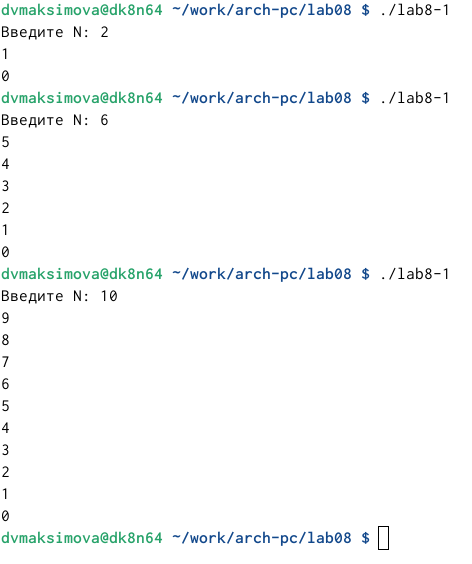 dvmaksimova@dk8n64 ~/work/arch-pc/lab08 $ ./lab8-1
Введите N: 2
1
0
dvmaksimova@dk8n64 ~/work/arch-pc/lab08 $ ./lab8-1
Введите N: 6
5
4
3
2
1
0
dvmaksimova@dk8n64 ~/work/arch-pc/lab08 $ ./lab8-1
Введите N: 10
9
8
7
6
5
4
3
2
1
0
dvmaksimova@dk8n64 ~/work/arch-pc/lab08 $